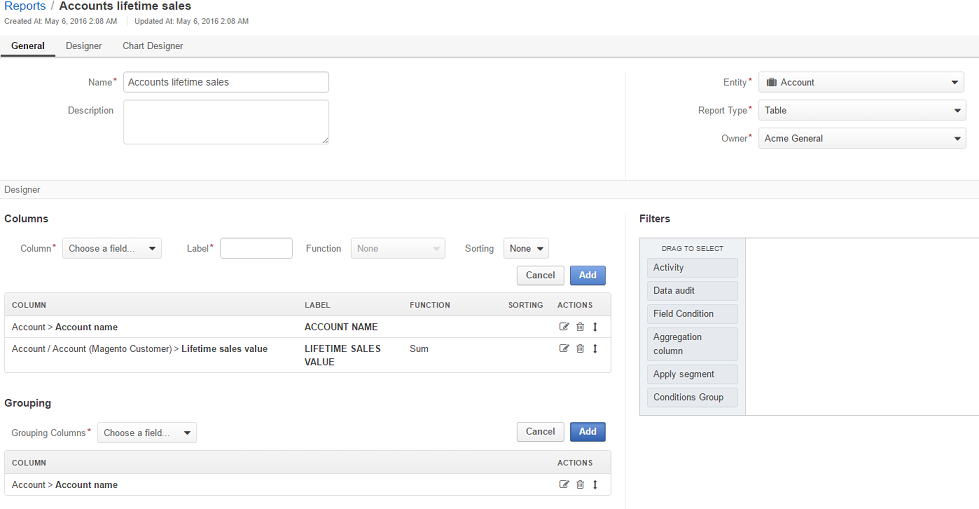 Reports / Accounts lifetime sales
Created At: May 6, 2016 2:08 AM Updated At: May 6, 2016 2:08 AM
General Designer Chart Designer
Name* Accounts lifetime sales
Description
Entity* Account
Report Type* Table
Owner* Acme General
Designer
Columns
Column* Choose a field... Label* Function None Sorting None
Cancel Add
COLUMN LABEL FUNCTION SORTING ACTIONS
Account > Account name ACCOUNT NAME
Account / Account (Magento Customer) > Lifetime sales value LIFETIME SALES Sum
VALUE
Grouping
Grouping Columns* Choose a field... Cancel Add
COLUMN ACTIONS
Account > Account name
Filters
DRAG TO SELECT
Activity
Data audit
Field Condition
Aggregation
column
Apply segment
Conditions Group